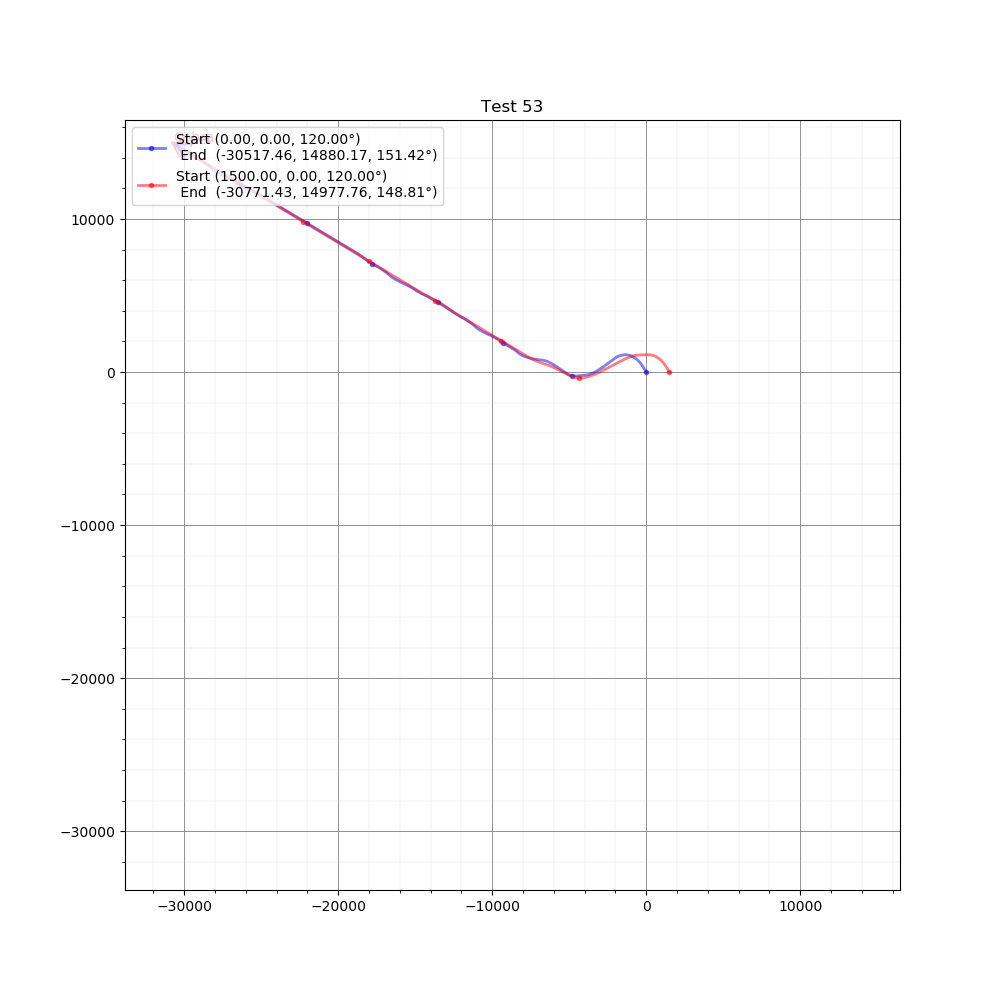 Test 53
Start (0.00, 0.00, 120.00°)
End (-30517.46, 14880.17, 151.42°)
Start (1500.00, 0.00, 120.00°)
End (-30771.43, 14977.76, 148.81°)
10000
0
−10000
−20000
−30000
−30000 −20000 −10000 0 10000